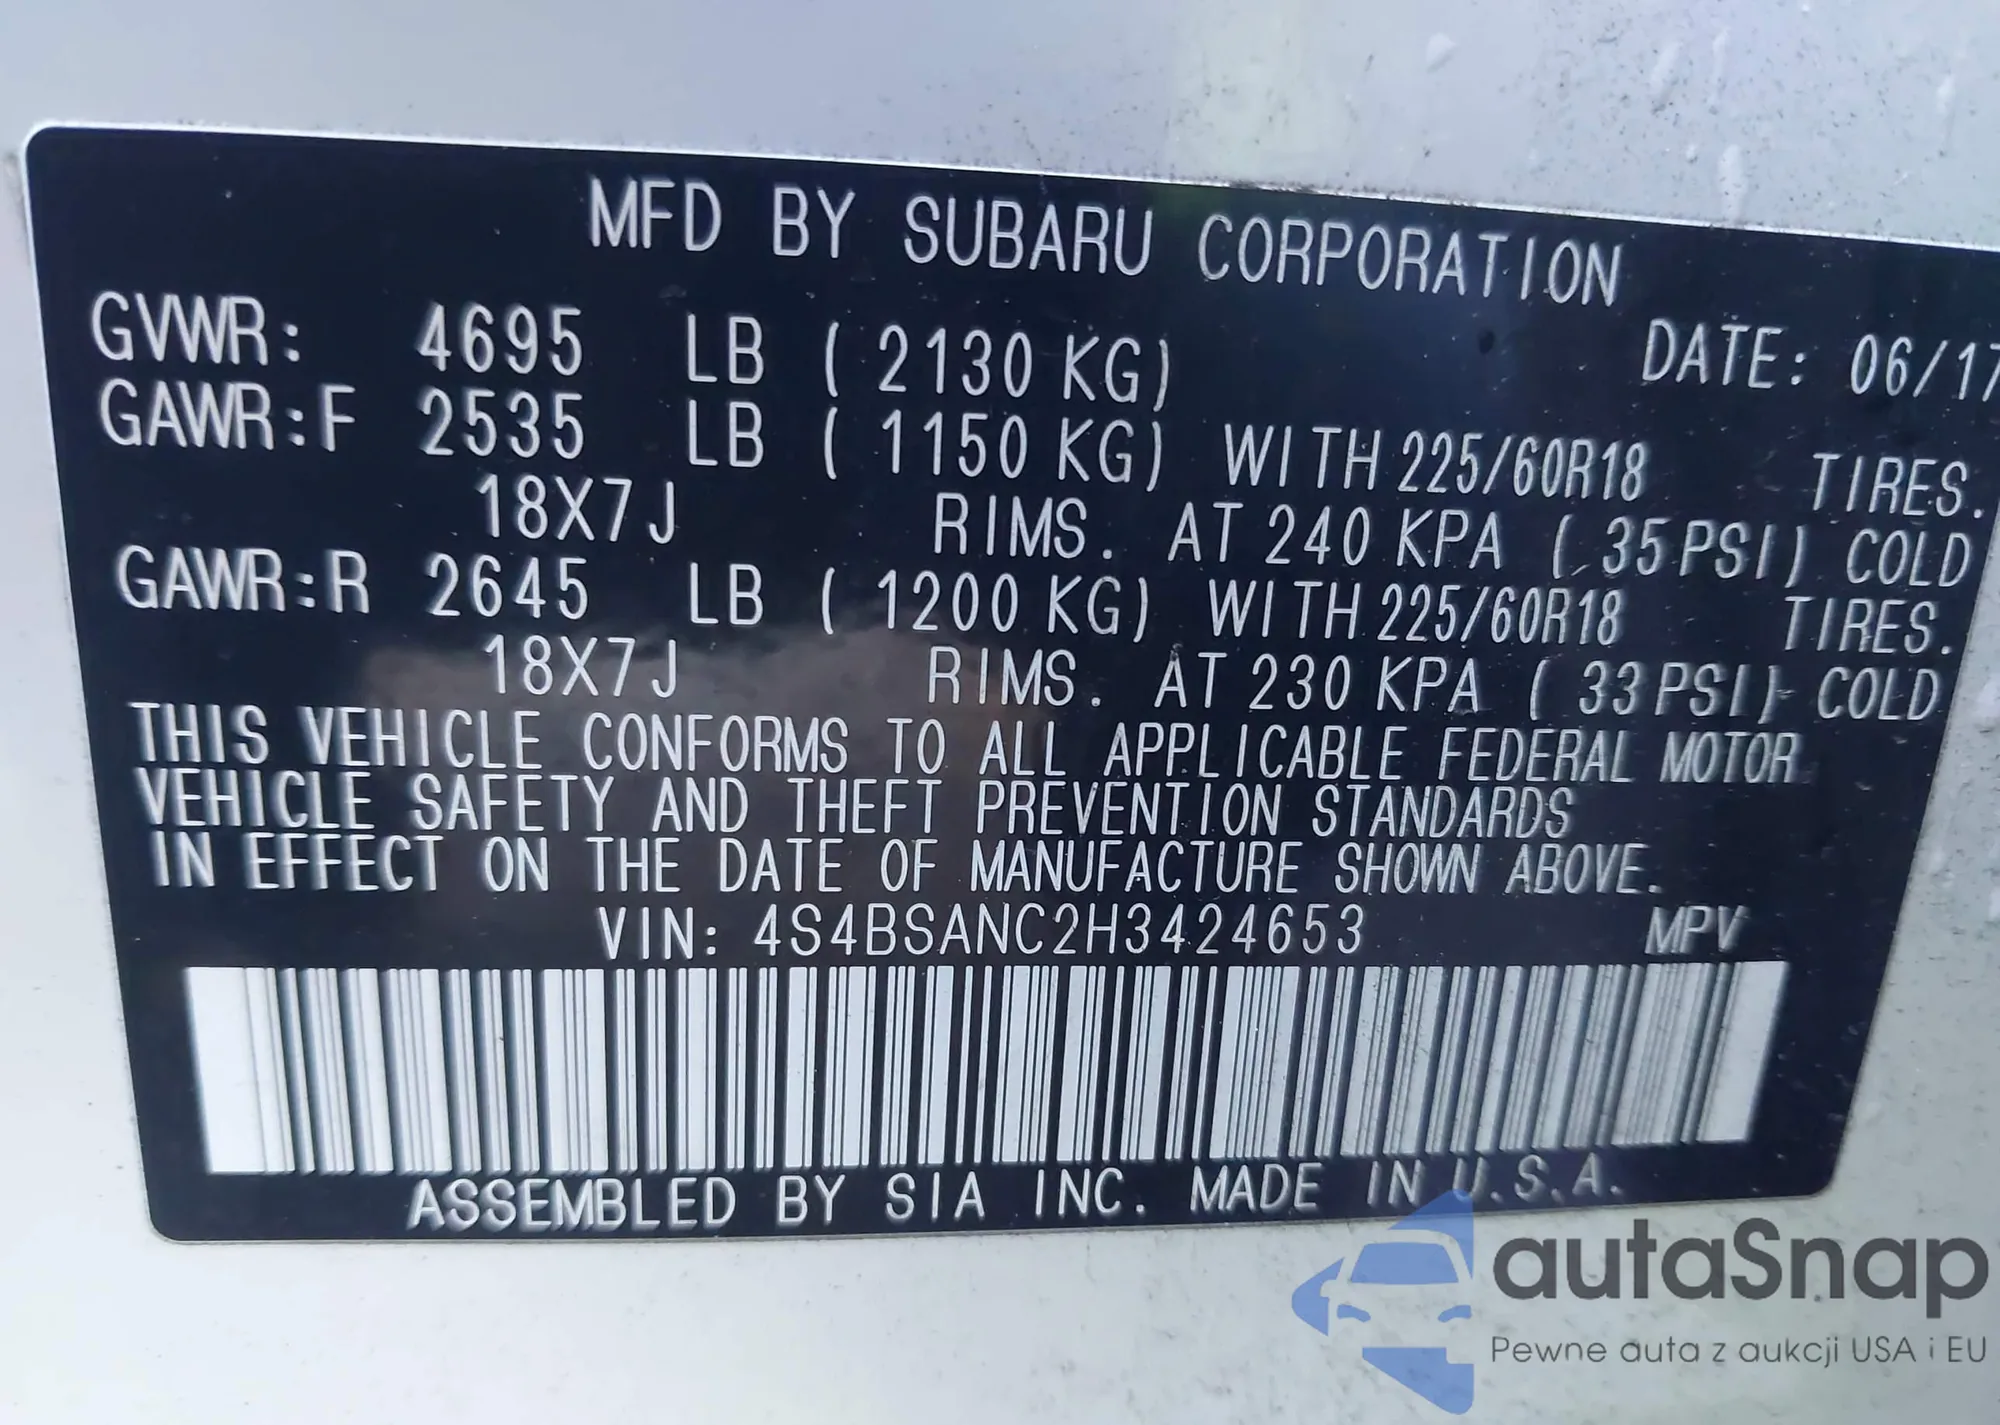 MFD BY SUBARU CORPORATION
GVWR: 4695 LB ( 2130 KG) DATE: 06/17
GAWR:F 2535 LB ( 1150 KG) WITH 225/60R18 TIRES.
18X7J RIMS. AT 240 KPA ( 35 PSI) COLD
GAWR:R 2645 LB ( 1200 KG) WITH 225/60R18 TIRES.
18X7J RIMS. AT 230 KPA ( 33 PSI) COLD
THIS VEHICLE CONFORMS TO ALL APPLICABLE FEDERAL MOTOR
VEHICLE SAFETY AND THEFT PREVENTION STANDARDS
IN EFFECT ON THE DATE OF MANUFACTURE SHOWN ABOVE.
VIN: 4S4BSANC2H3424653 MPV
ASSEMBLED BY SIA INC. MADE IN U.S.A.
autaSnap
Pewne auta z aukcji USA i EU